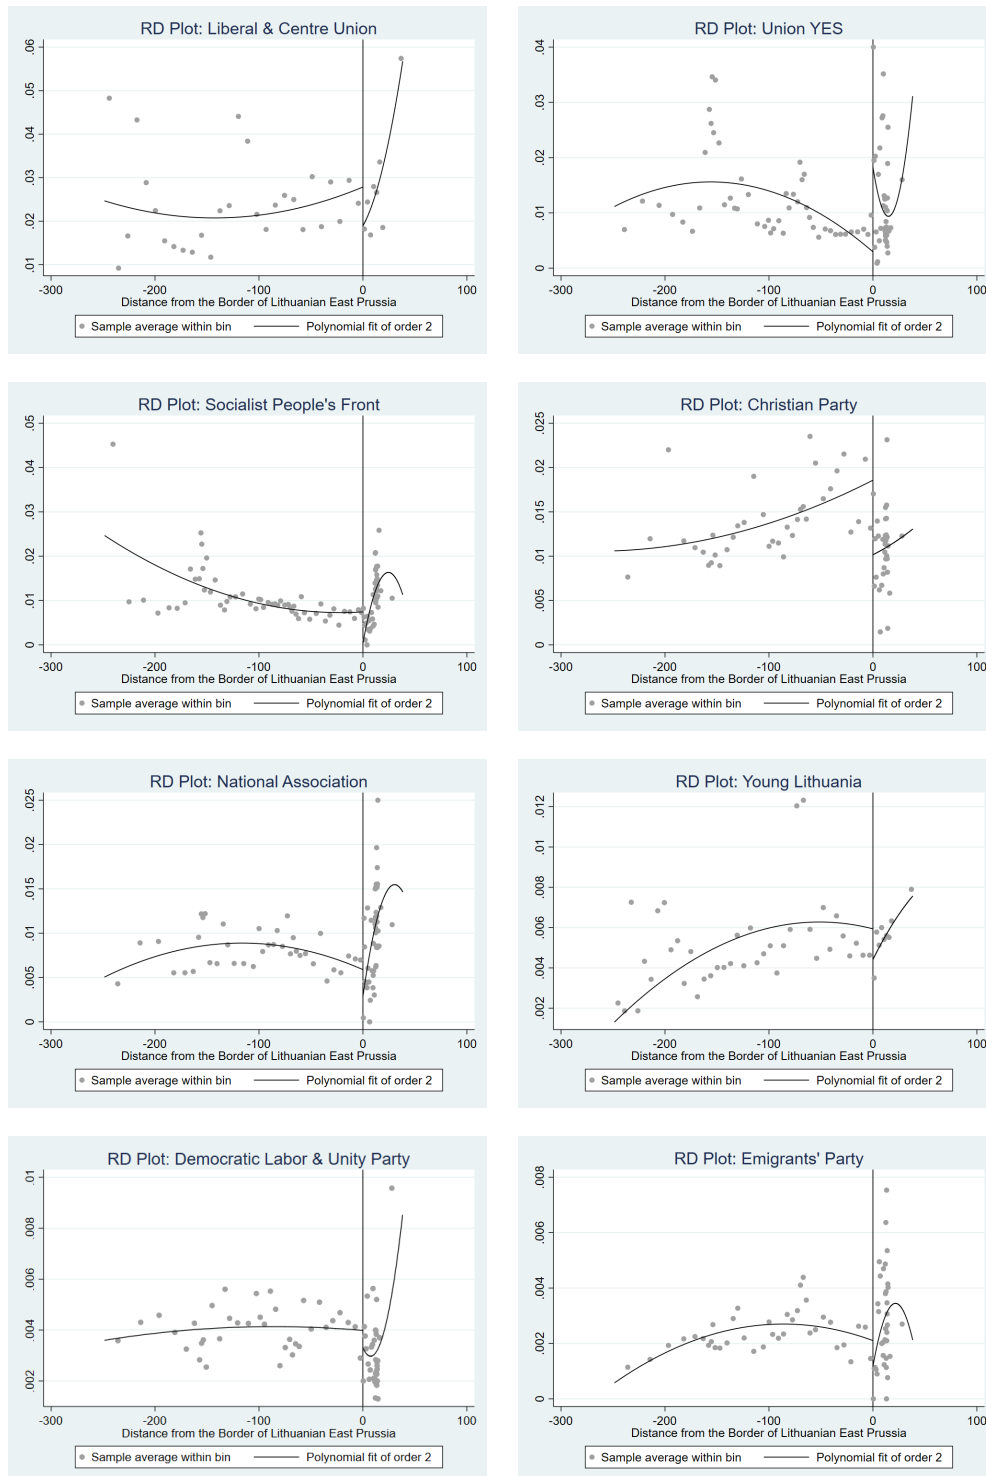 RD Plot: Liberal & Centre Union
.06
.05
.04
.03
.02
.01
-300 -200 -100 0 100
Distance from the Border of Lithuanian East Prussia
Sample average within bin Polynomial fit of order 2
RD Plot: Union YES
.04
.03
.02
.01
0
-300 -200 -100 0 100
Distance from the Border of Lithuanian East Prussia
Sample average within bin Polynomial fit of order 2
RD Plot: Socialist People's Front
.05
.04
.03
.02
.01
0
-300 -200 -100 0 100
Distance from the Border of Lithuanian East Prussia
Sample average within bin Polynomial fit of order 2
RD Plot: Christian Party
.025
.02
.015
.01
.005
0
-300 -200 -100 0 100
Distance from the Border of Lithuanian East Prussia
Sample average within bin Polynomial fit of order 2
RD Plot: National Association
.025
.02
.015
.01
.005
0
-300 -200 -100 0 100
Distance from the Border of Lithuanian East Prussia
Sample average within bin Polynomial fit of order 2
RD Plot: Young Lithuania
.012
.01
.008
.006
.004
.002
-300 -200 -100 0 100
Distance from the Border of Lithuanian East Prussia
Sample average within bin Polynomial fit of order 2
RD Plot: Democratic Labor & Unity Party
.01
.008
.006
.004
.002
-300 -200 -100 0 100
Distance from the Border of Lithuanian East Prussia
Sample average within bin Polynomial fit of order 2
RD Plot: Emigrants' Party
.008
.006
.004
.002
0
-300 -200 -100 0 100
Distance from the Border of Lithuanian East Prussia
Sample average within bin Polynomial fit of order 2